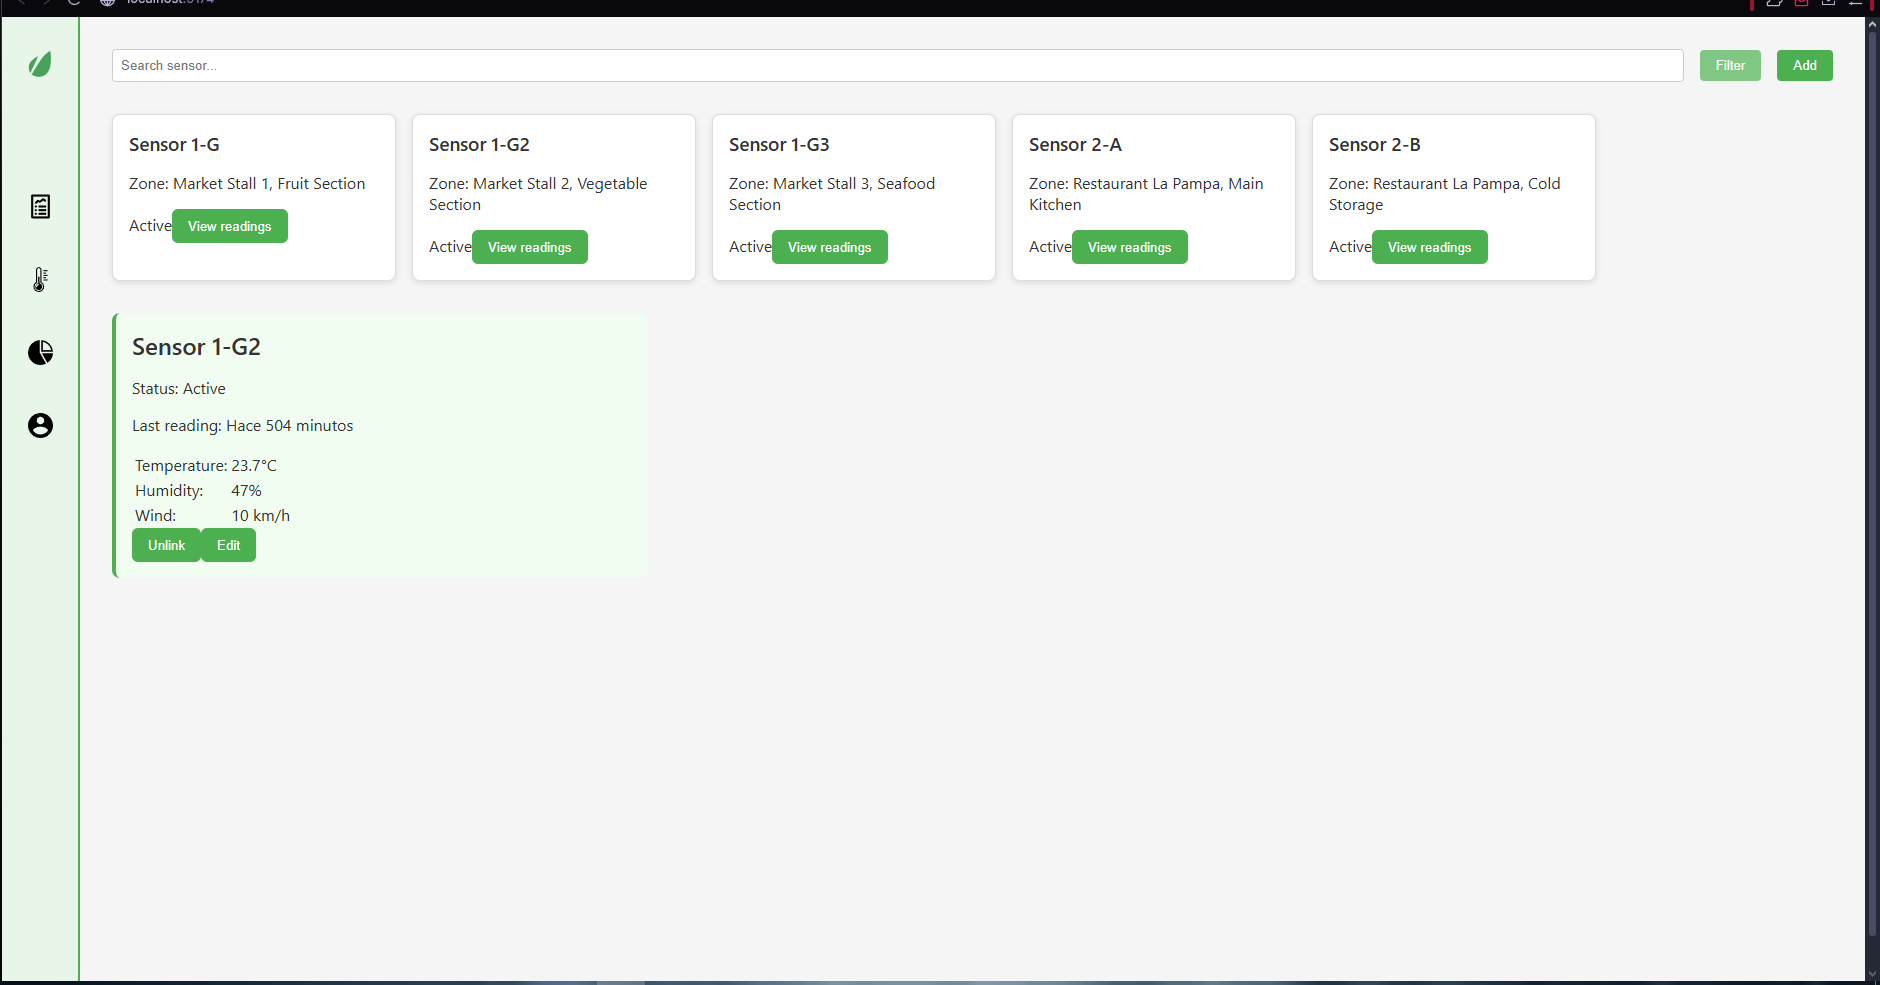 Search sensor...
Filter
Add
Sensor 1-G
Zone: Market Stall 1, Fruit Section
Active
View readings
Sensor 1-G2
Zone: Market Stall 2, Vegetable
Section
Active
View readings
Sensor 1-G3
Zone: Market Stall 3, Seafood
Section
Active
View readings
Sensor 2-A
Zone: Restaurant La Pampa, Main
Kitchen
Active
View readings
Sensor 2-B
Zone: Restaurant La Pampa, Cold
Storage
Active
View readings
Sensor 1-G2
Status: Active
Last reading: Hace 504 minutos
Temperature: 23.7°C
Humidity: 47%
Wind: 10 km/h
Unlink
Edit